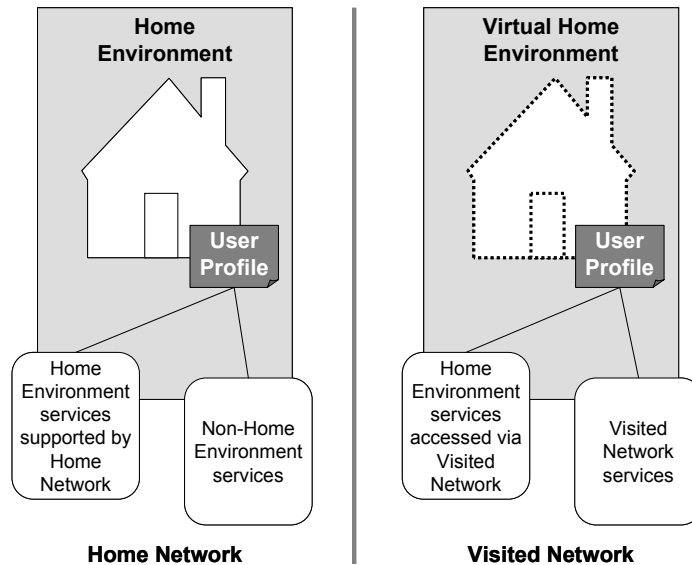 Home
Environment
User
Profile
Home
Environment
services
supported by
Home
Network
Non-Home
Environment
services
Home Network
Virtual Home
Environment
User
Profile
Home
Environment
services
accessed via
Visited
Network
Visited
Network
services
Visited Network